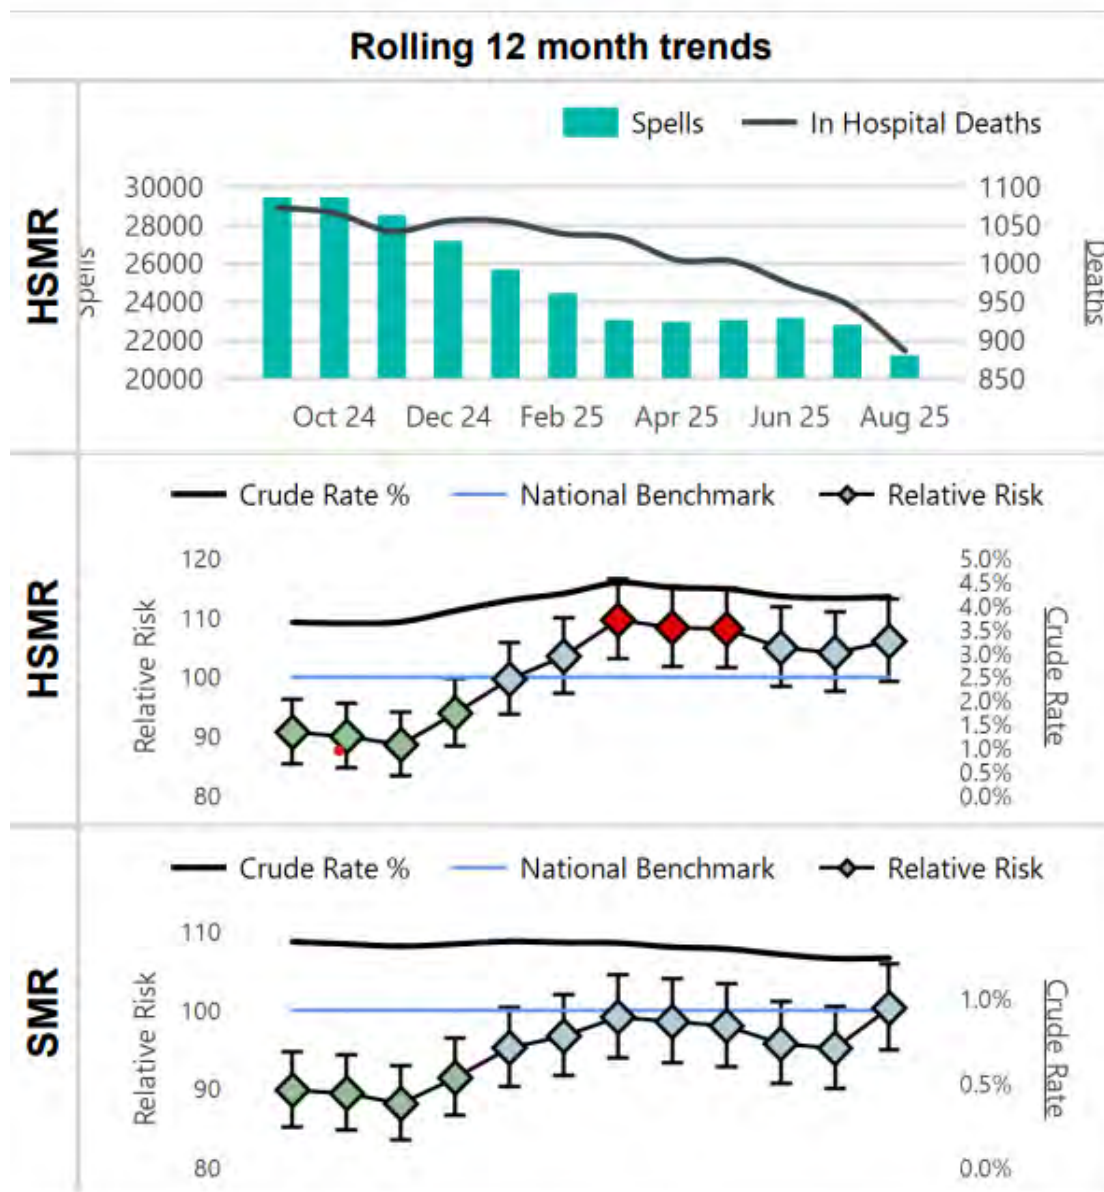 Rolling 12 month trends
HSMR
Spells
In Hospital Deaths
Spells
30000
28000
26000
24000
22000
20000
1100
1050
1000
950
900
850
Deaths
Oct 24
Dec 24
Feb 25
Apr 25
Jun 25
Aug 25
HSMR
Crude Rate %
National Benchmark
Relative Risk
Relative Risk
120
110
100
90
80
5.0%
4.5%
4.0%
3.5%
3.0%
2.5%
2.0%
1.5%
1.0%
0.5%
0.0%
Crude Rate
SMR
Crude Rate %
National Benchmark
Relative Risk
Relative Risk
110
100
90
80
1.0%
0.5%
0.0%
Crude Rate